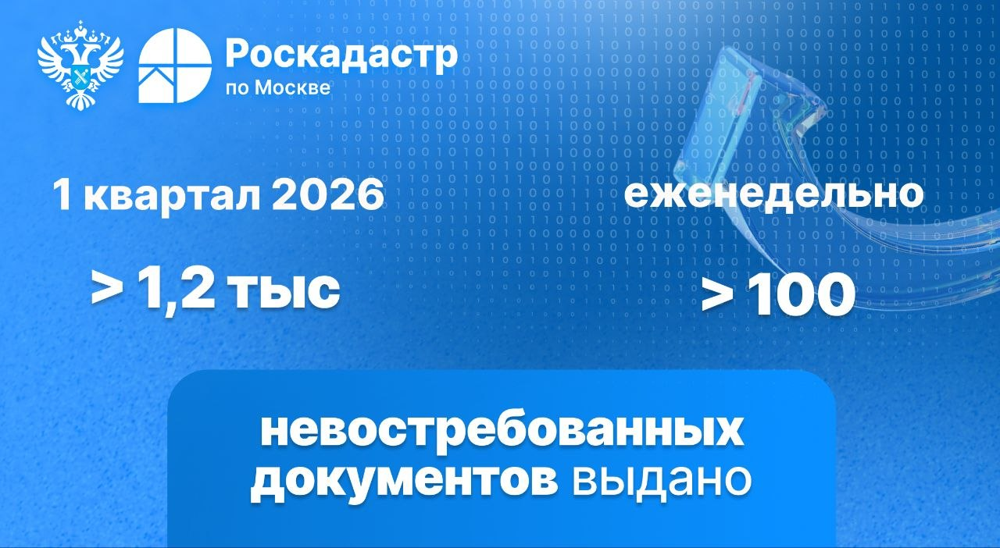 Роскадастр
по Москве
1 квартал 2026
еженедельно
> 1,2 тыс
> 100
невостребованных
документов выдано